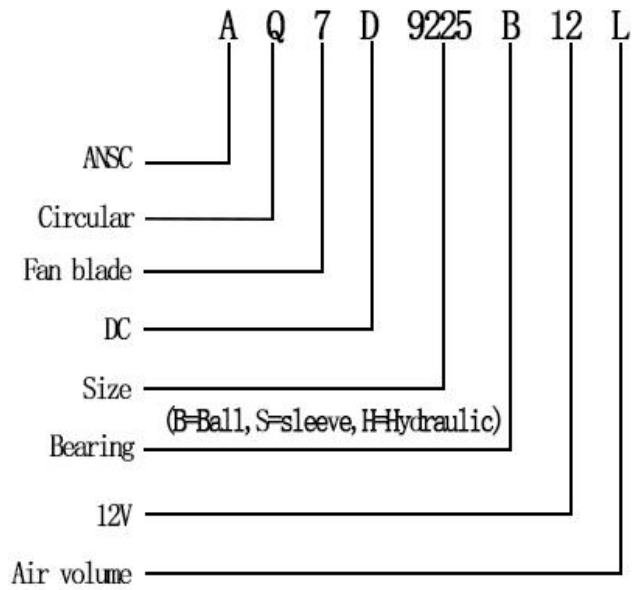 A Q 7 D 9225 B 12 L
ANSC
Circular
Fan blade
DC
Size
(B=Ball, S=sleeve, H=Hydraulic)
Bearing
12V
Air volume